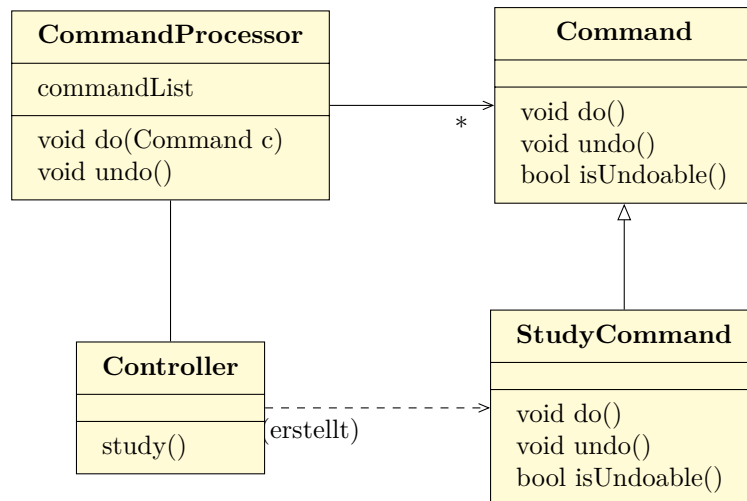 CommandProcessor
commandList
void do(Command c)
void undo()
*
Command
void do()
void undo()
bool isUndoable()
Controller
study()
(erstellt)
StudyCommand
void do()
void undo()
bool isUndoable()